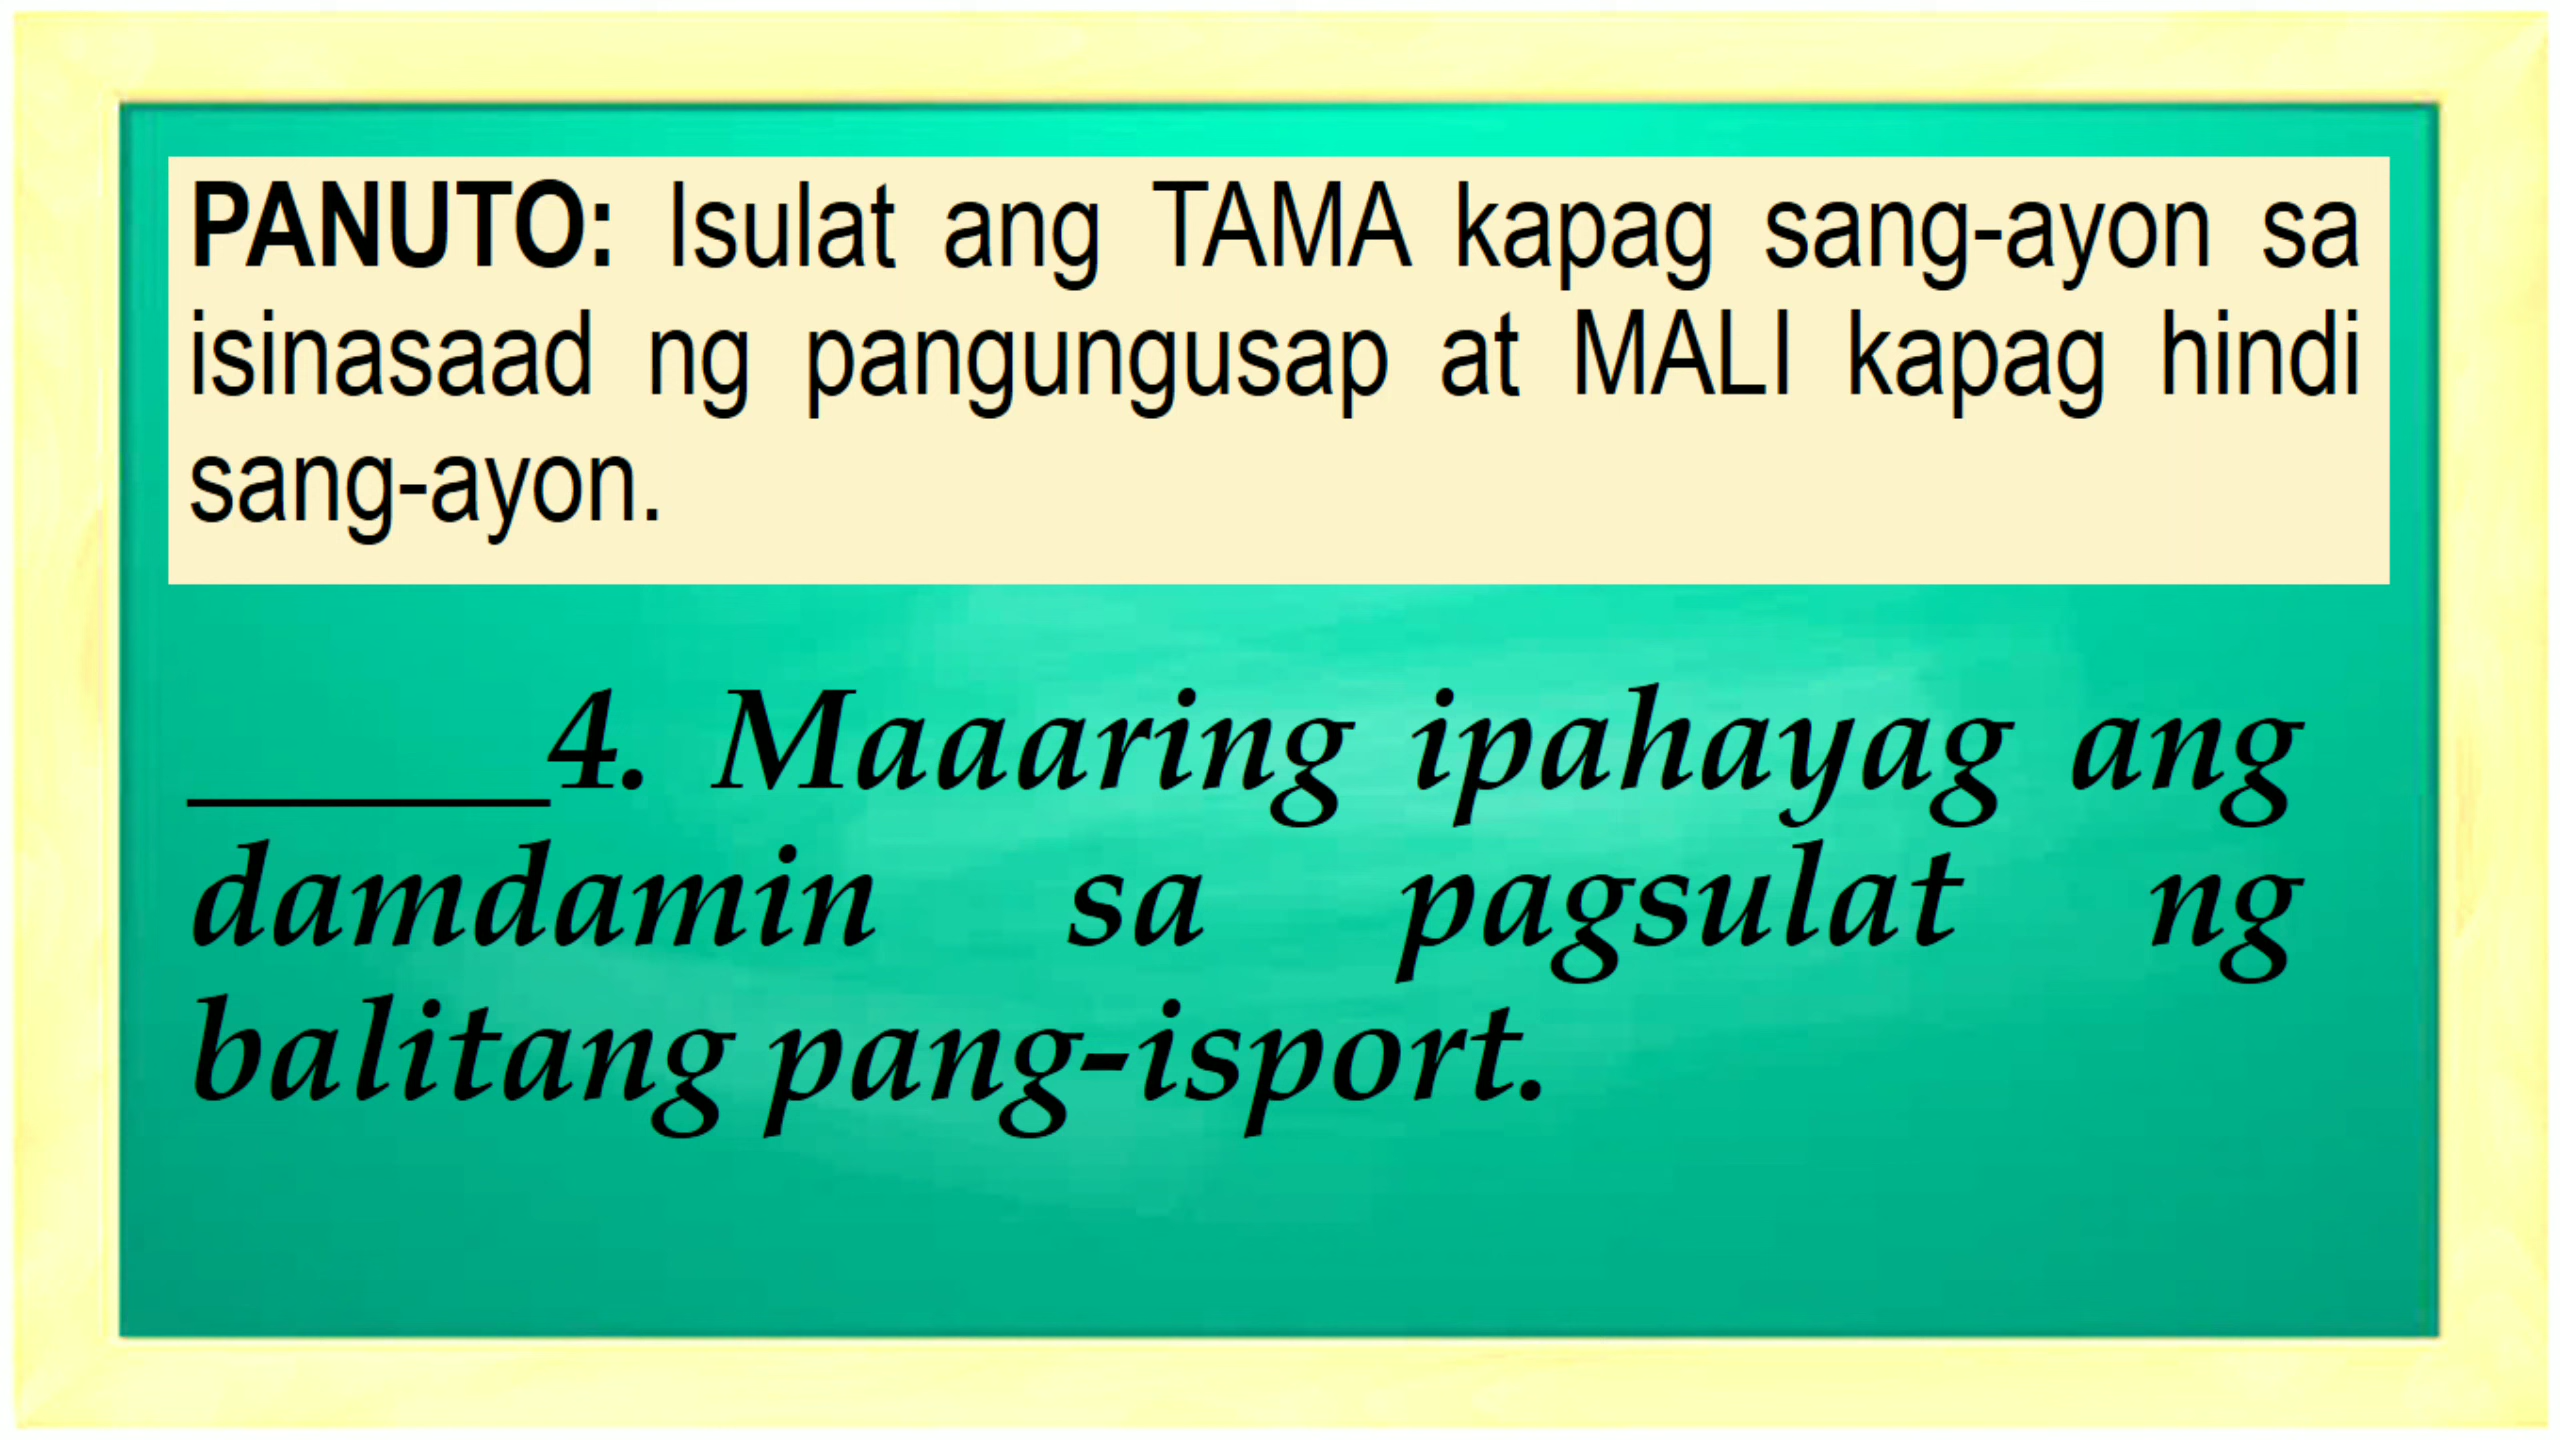 PANUTO: Isulat ang TAMA kapag sang-ayon sa
isinasaad ng pangungusap at MALI kapag hindi
sang-ayon.
______4. Maaaring ipahayag ang
damdamin sa pagsulat ng
balitang pang-isport.